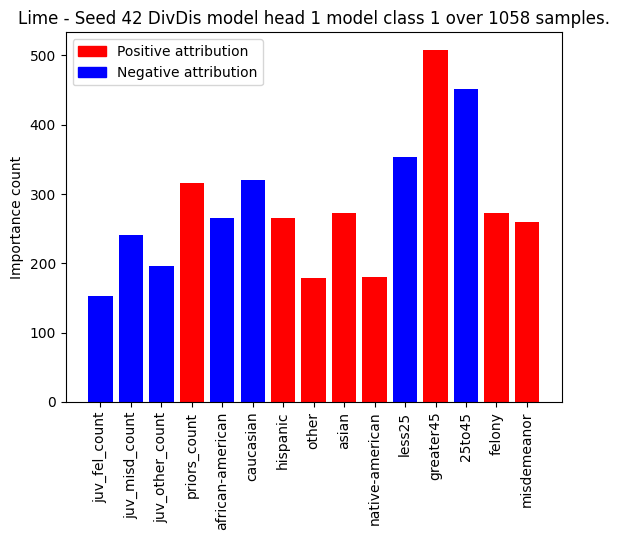 Lime - Seed 42 DivDis model head 1 model class 1 over 1058 samples.
Positive attribution
Negative attribution
Importance count
500
400
300
200
100
0
juv_fel_count
juv_misd_count
juv_other_count
priors_count
african-american
caucasian
hispanic
other
asian
native-american
less25
greater45
25to45
felony
misdemeanor